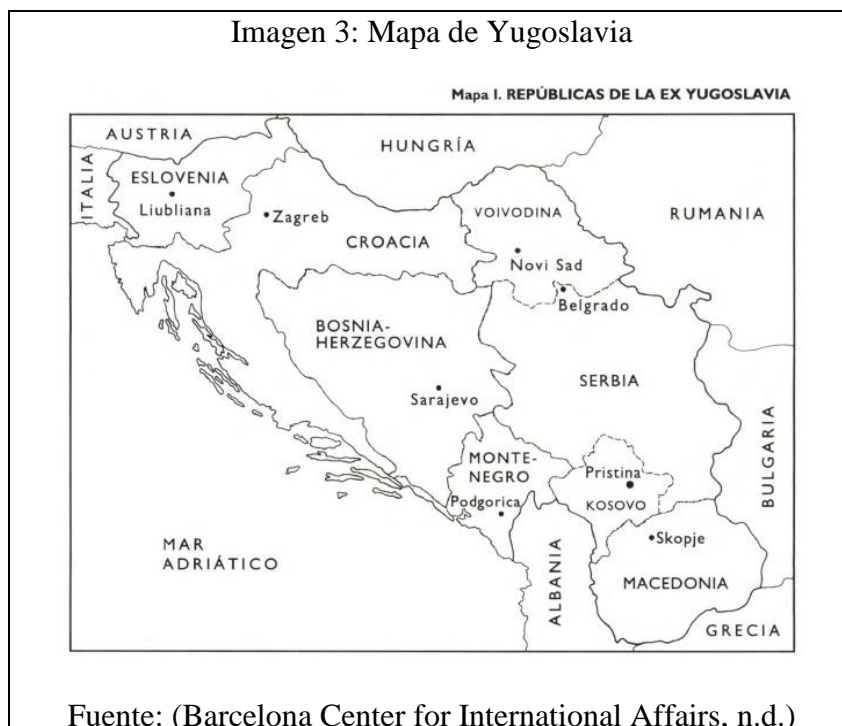 Imagen 3: Mapa de Yugoslavia
Mapa I. REPÚBLICAS DE LA EX YUGOSLAVIA
AUSTRIA
HUNGRÍA
ITALIA
ESLOVENIA
Liubliana
Zagreb
CROACIA
VOIVODINA
Novi Sad
RUMANIA
Belgrado
BOSNIA-
HERZEGOVINA
Sarajevo
SERBIA
MONTE-
NEGRO
Podgorica
Pristina
KOSOVO
BULGARIA
MAR
ADRIÁTICO
ALBANIA
Skopje
MACEDONIA
GRECIA
Fuente: (Barcelona Center for International Affairs, n.d.)